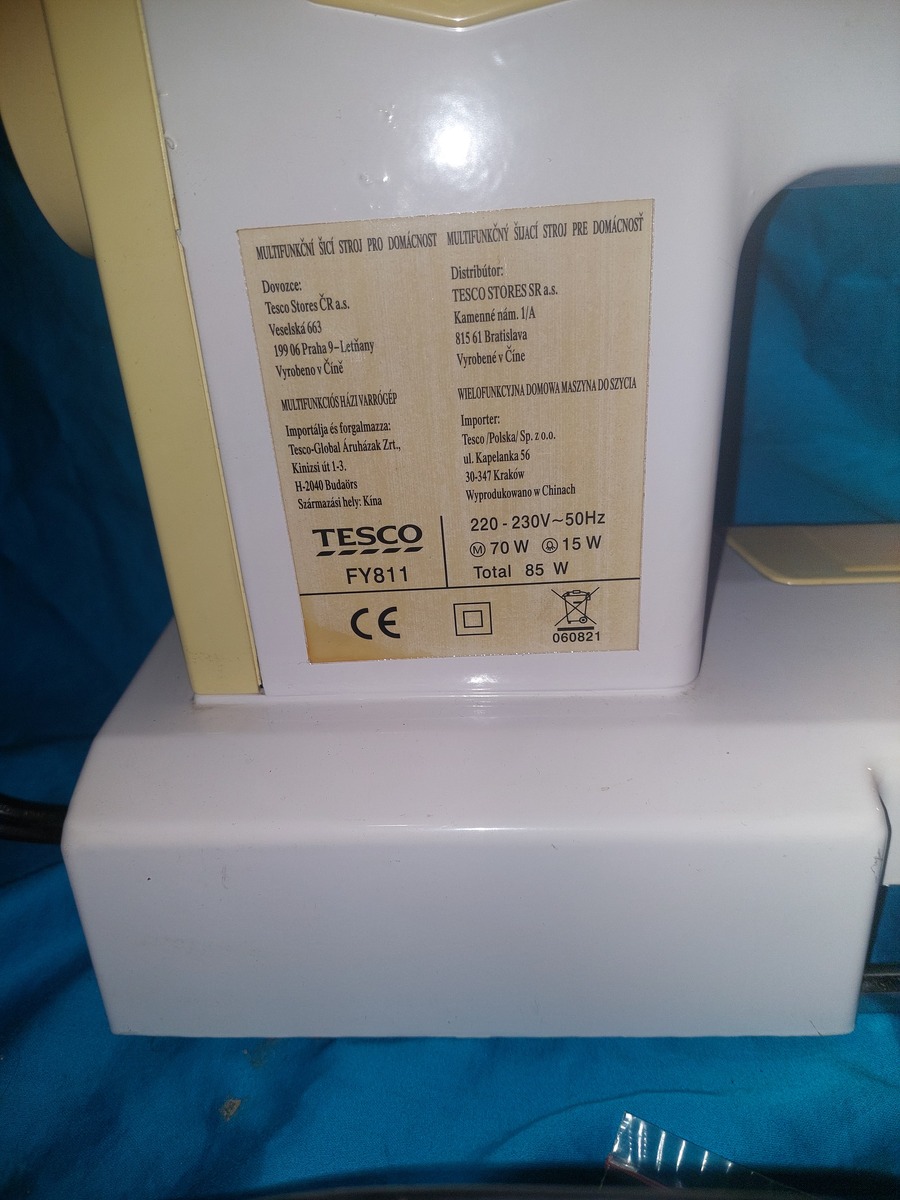 MULTIFUNKČNÍ ŠICÍ STROJ PRO DOMÁCNOST
Dovozce:
Tesco Stores ČR a.s.
Veselská 663
199 06 Praha 9–Letňany
Vyrobeno v Číně
MULTIFUNKČNÝ ŠIJACÍ STROJ PRE DOMÁCNOSŤ
Distribútor:
TESCO STORES SR a.s.
Kamenné nám. 1/A
815 61 Bratislava
Vyrobené v Číne
MULTIFUNKCIÓS HÁZI VARRÓGÉP
Importálja és forgalmazza:
Tesco-Global Áruházak Zrt.,
Kinizsi út 1-3.
H-2040 Budaörs
Származási hely: Kína
WIELOFUNKCYJNA DOMOWA MASZYNA DO SZYCIA
Importer:
Tesco /Polska/ Sp. z o.o.
ul. Kapelanka 56
30-347 Kraków
Wyprodukowano w Chinach
TESCO
FY811
220 - 230V~50Hz
M 70 W 15 W
Total 85 W
CE
060821